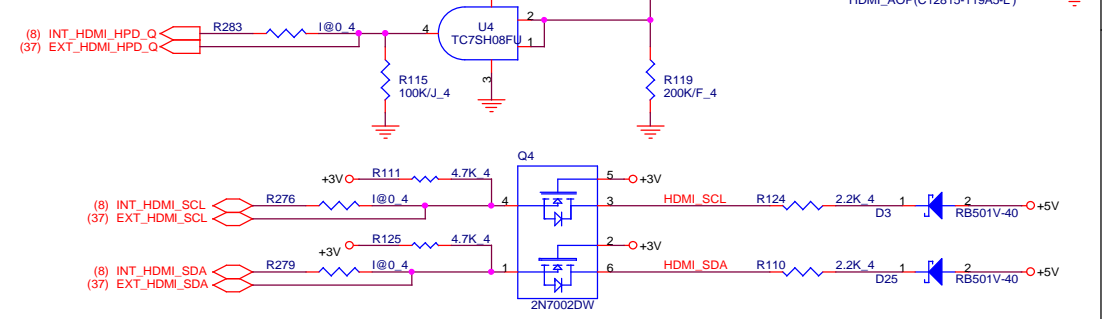 HDMI_AOP(C12815-119A5-L)
(8) INT_HDMI_HPD_Q
R283
I@0_4
(37) EXT_HDMI_HPD_Q
4
U4
TC7SH08FU
2
1
3
R115
100K/J_4
R119
200K/F_4
Q4
+3V
R111
4.7K_4
5
+3V
(8) INT_HDMI_SCL
R276
I@0_4
4
3
HDMI_SCL
R124
2.2K_4
1
2
+5V
(37) EXT_HDMI_SCL
D3
RB501V-40
+3V
R125
4.7K_4
2
+3V
(8) INT_HDMI_SDA
R279
I@0_4
1
6
HDMI_SDA
R110
2.2K_4
1
2
+5V
(37) EXT_HDMI_SDA
D25
RB501V-40
2N7002DW